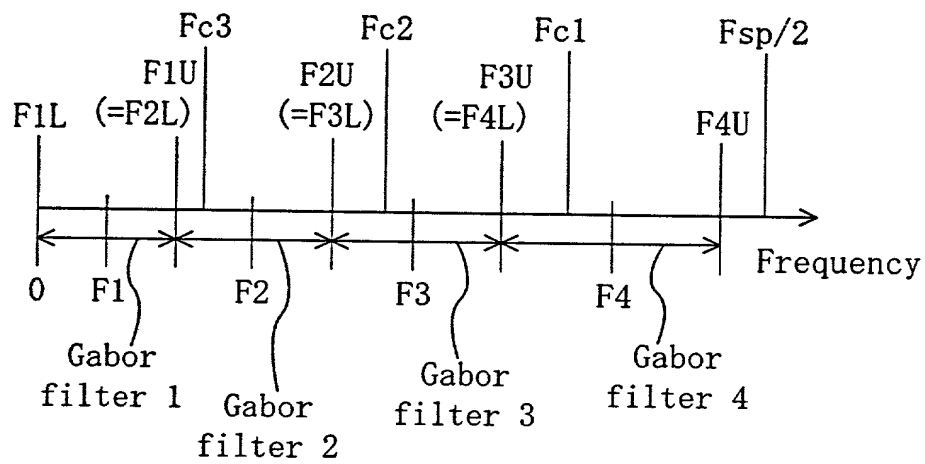 Fc3
Fc2
Fc1
Fsp/2
F1L
F1U
(=F2L)
F2U
(=F3L)
F3U
(=F4L)
F4U
0
F1
F2
F3
F4
Frequency
Gabor
filter 1
Gabor
filter 2
Gabor
filter 3
Gabor
filter 4